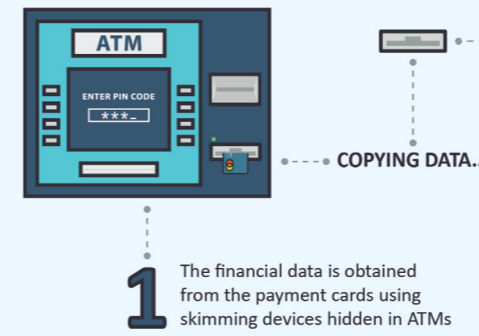 ATM
ENTER PIN CODE
***_
COPYING DATA..
1
The financial data is obtained
from the payment cards using
skimming devices hidden in ATMs